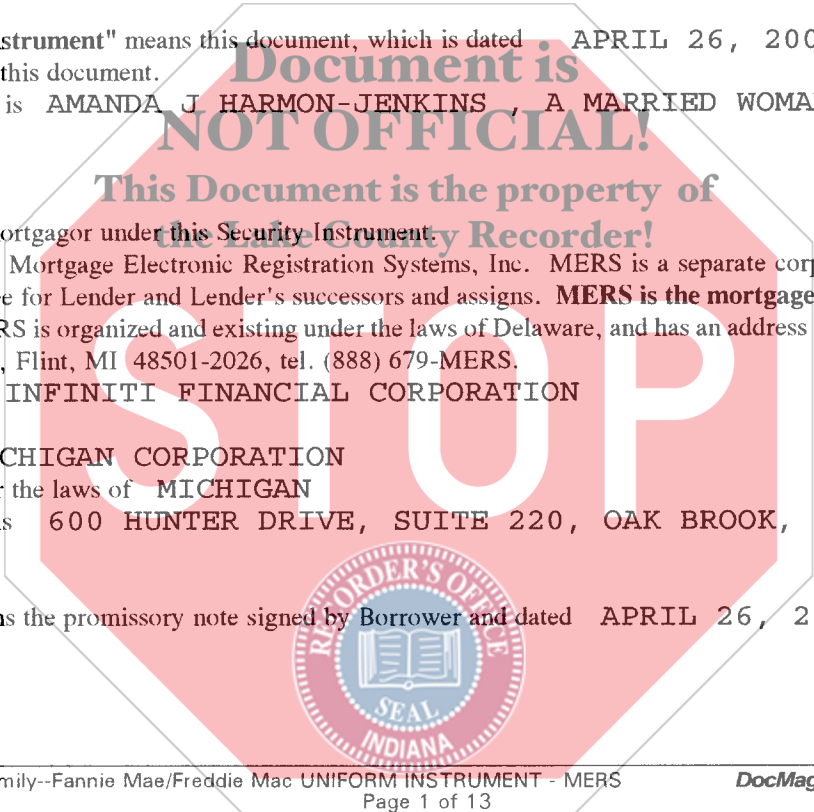 strument" means this document, which is dated APRIL 26, 200
Document is
this document.
is AMANDA J HARMON-JENKINS , A MARRIED WOMA
NOT OFFICIAL!
This Document is the property of
ortgagor under this Security Instrument.
the Lake County Recorder!
Mortgage Electronic Registration Systems, Inc. MERS is a separate corp
e for Lender and Lender's successors and assigns. MERS is the mortgage
RS is organized and existing under the laws of Delaware, and has an address
, Flint, MI 48501-2026, tel. (888) 679-MERS.
INFINITI FINANCIAL CORPORATION
STOP
CHIGAN CORPORATION
r the laws of MICHIGAN
s 600 HUNTER DRIVE, SUITE 220, OAK BROOK,
RECORDER'S OFFICE
s the promissory note signed by Borrower and dated APRIL 26, 2
SEAL
INDIANA
mily--Fannie Mae/Freddie Mac UNIFORM INSTRUMENT - MERS DocMag
Page 1 of 13